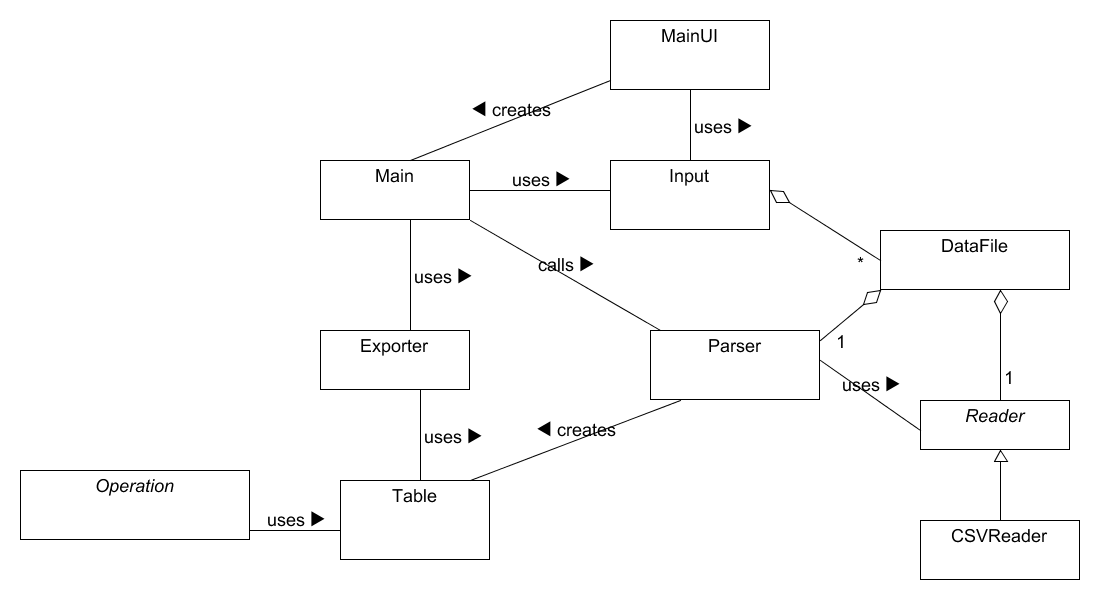 MainUI
◀ creates
uses ▶
Main
uses ▶
Input
DataFile
*
calls ▶
uses ▶
Exporter
Parser
1
1
uses ▶
Reader
uses ▶
◀ creates
Operation
Table
uses ▶
CSVReader